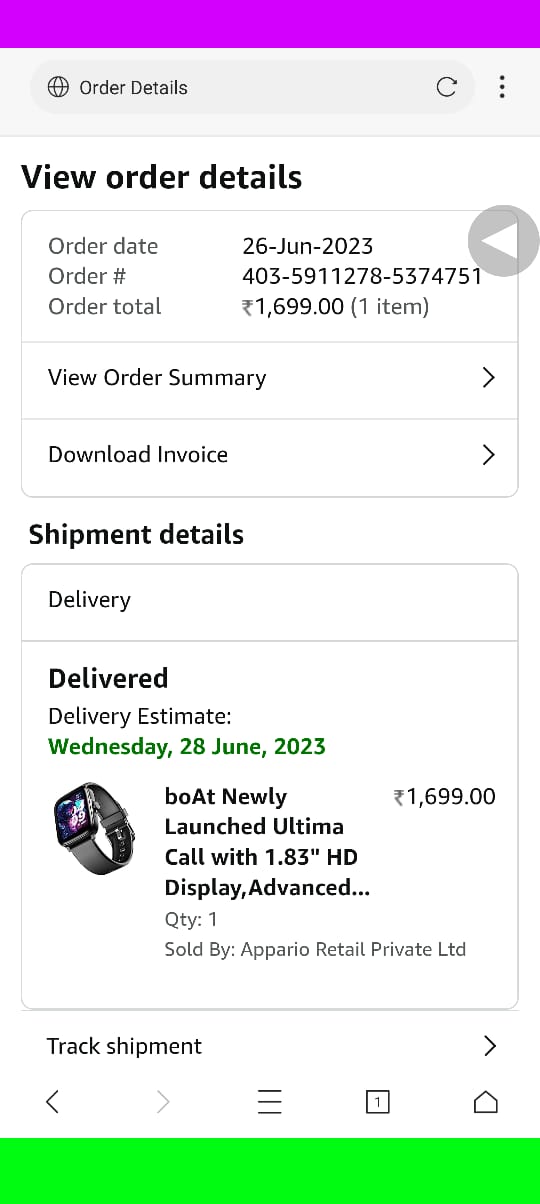 Order Details
View order details
Order date 26-Jun-2023
Order # 403-5911278-5374751
Order total ₹1,699.00 (1 item)
View Order Summary
Download Invoice
Shipment details
Delivery
Delivered
Delivery Estimate:
Wednesday, 28 June, 2023
boAt Newly ₹1,699.00
Launched Ultima
Call with 1.83" HD
Display,Advanced...
Qty: 1
Sold By: Appario Retail Private Ltd
Track shipment
1